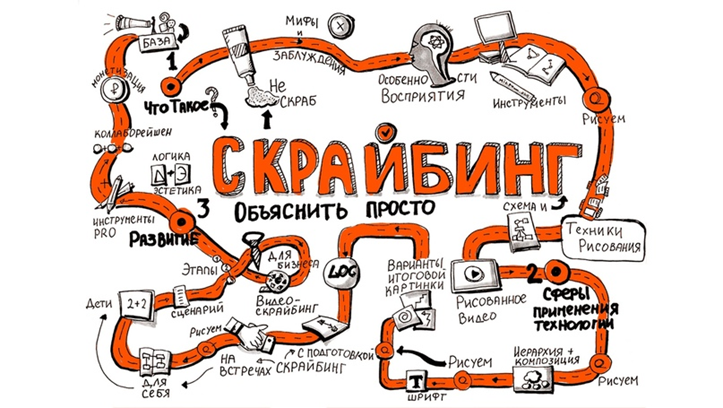 МИФЫ
И
ЗАБЛУЖДЕНИЯ
БАЗА
1
МОНЕТИЗАЦИЯ
₽
ЧТО ТАКОЕ
?
НЕ
СКРАБ
ОСОБЕННОСТИ
ВОСПРИЯТИЯ
ИНСТРУМЕНТЫ
РИСУЕМ
КОЛЛАБОРЕЙШЕН
ЛОГИКА
ЭСТЕТИКА
СКРАЙБИНГ
3
ОБЪЯСНИТЬ ПРОСТО
ИНСТРУМЕНТЫ
PRO
РАЗВИТИЕ
СХЕМА И
ТЕХНИКИ
РИСОВАНИЯ
ЭТАПЫ
ДЛЯ
БИЗНЕСА
LOG
ВАРИАНТЫ
ИТОГОВОЙ
КАРТИНКИ
РИСОВАННОЕ
ВИДЕО
2
СФЕРЫ
ПРИМЕНЕНИЯ
ТЕХНОЛОГИИ
ДЕТИ
2+2
СЦЕНАРИЙ
ВИДЕО-
СКРАЙБИНГ
РИСУЕМ
С ПОДГОТОВКОЙ
НА
ВСТРЕЧАХ
СКРАЙБИНГ
ДЛЯ
СЕБЯ
РИСУЕМ
ИЕРАРХИЯ +
КОМПОЗИЦИЯ
T
ШРИФТ
РИСУЕМ